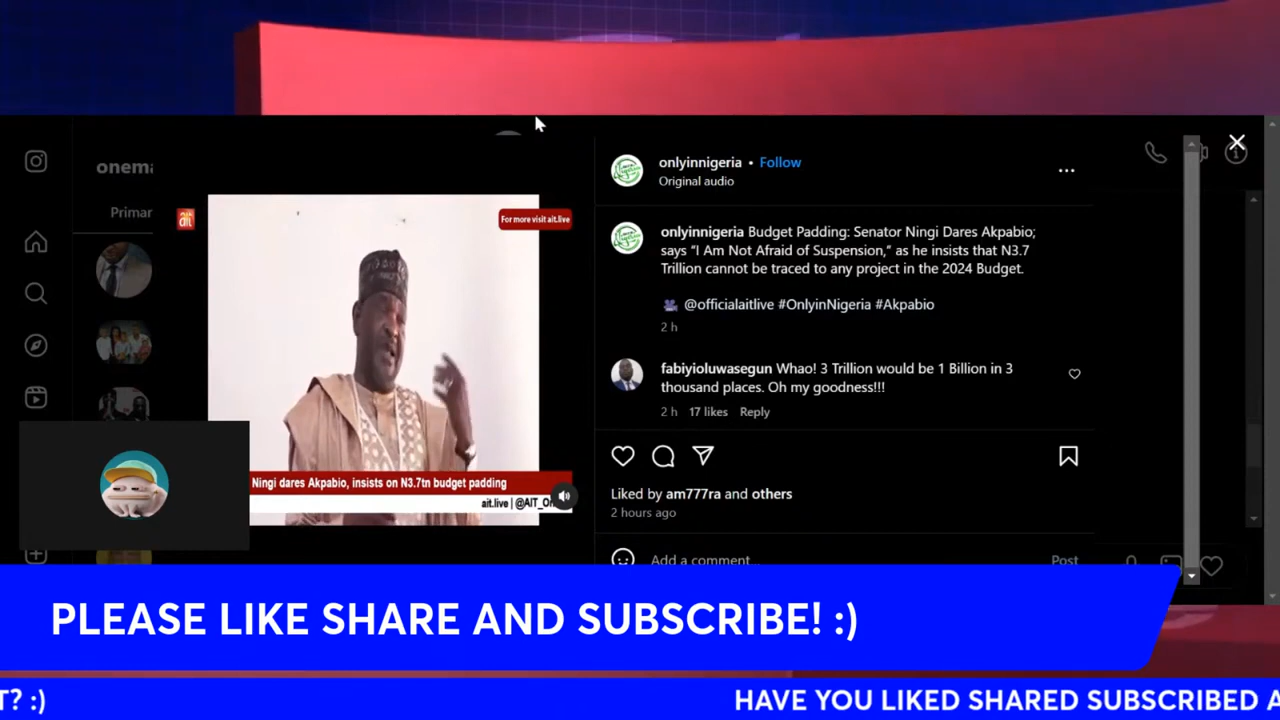 onem
Primar
ait
For more visit ait.live
Ningi dares Akpabio, insists on N3.7tn budget padding
ait.live | @AIT_On
onlyinnigeria • Follow
Original audio
onlyinnigeria Budget Padding: Senator Ningi Dares Akpabio;
says “I Am Not Afraid of Suspension,” as he insists that N3.7
Trillion cannot be traced to any project in the 2024 Budget.
@officialaitlive #OnlyinNigeria #Akpabio
2 h
fabiyioluwasegun Whao! 3 Trillion would be 1 Billion in 3
thousand places. Oh my goodness!!!
2 h 17 likes Reply
Liked by am777ra and others
2 hours ago
Add a comment...
Post
PLEASE LIKE SHARE AND SUBSCRIBE! :)
T? :)
HAVE YOU LIKED SHARED SUBSCRIBED A